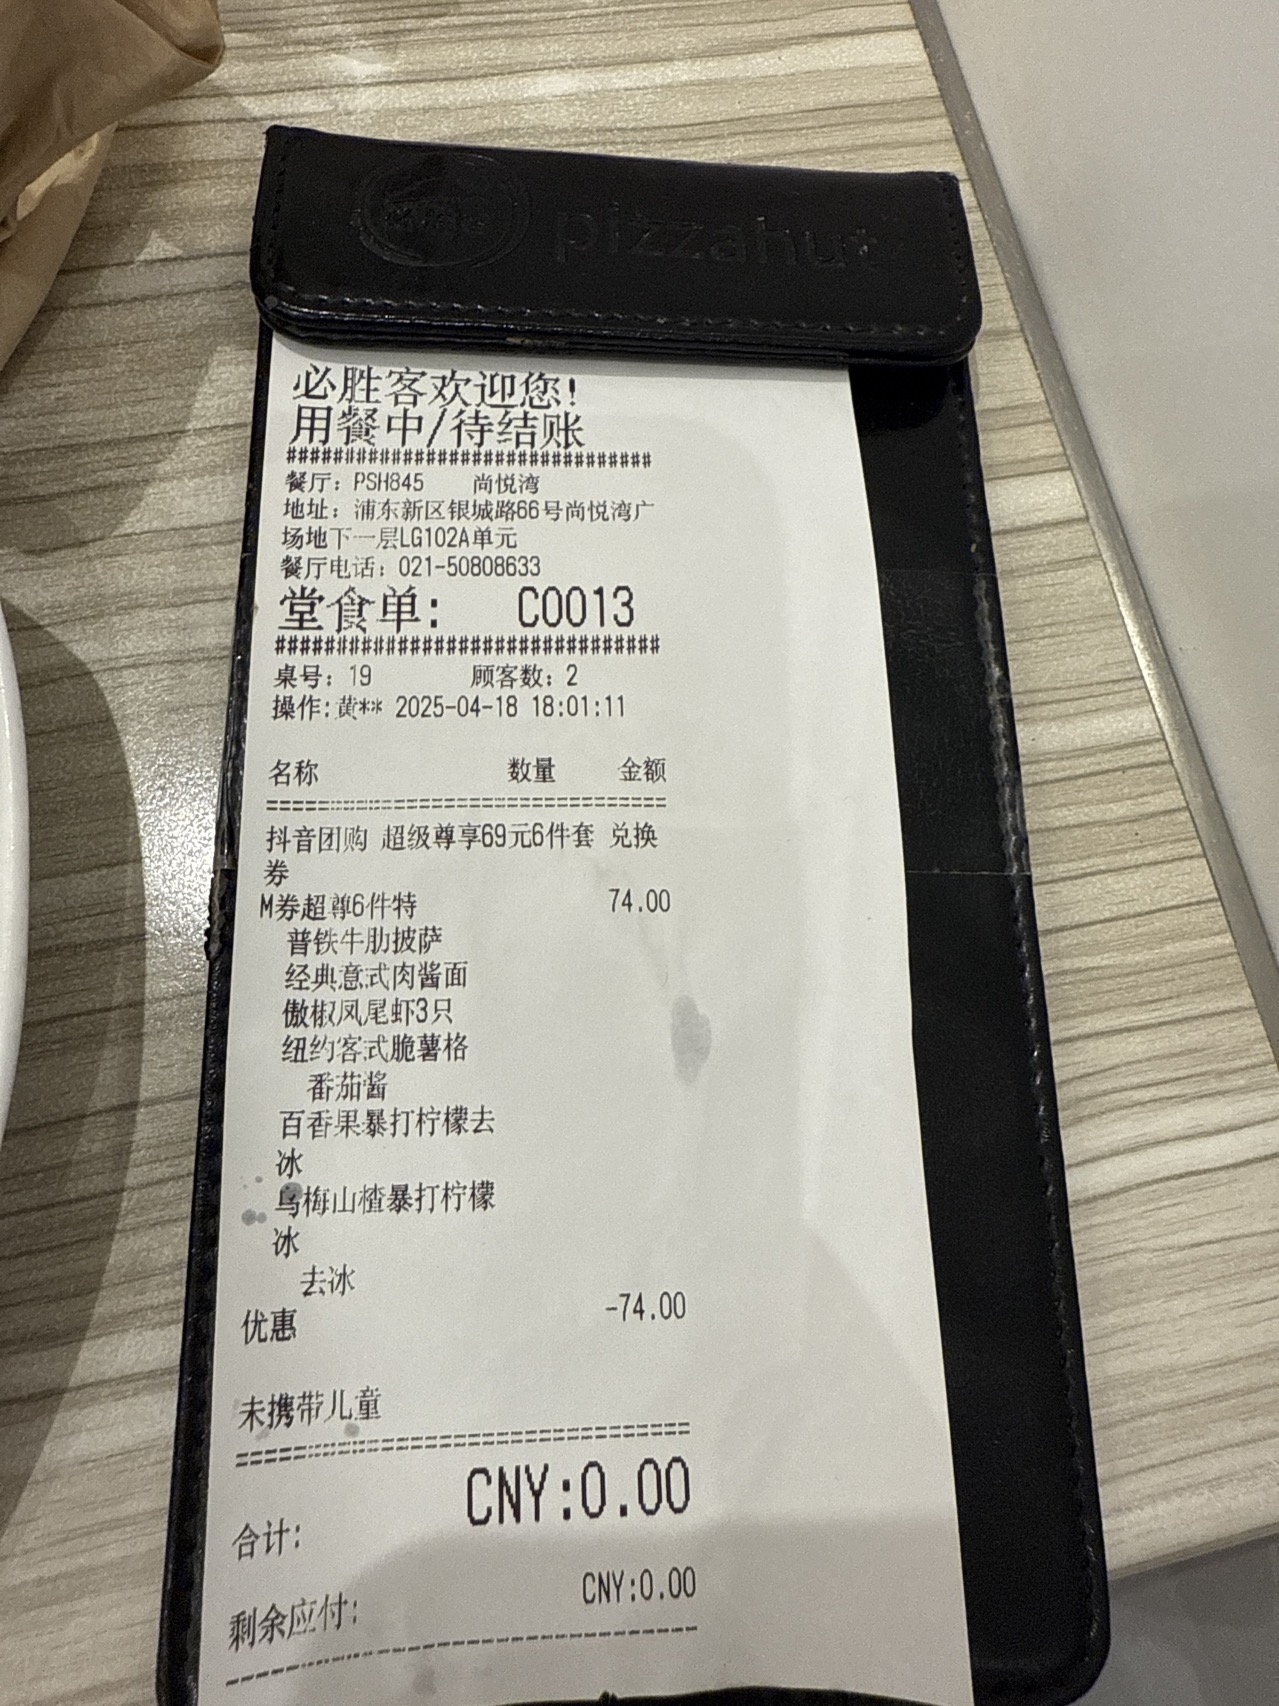 pizzahut
必胜客欢迎您!
用餐中/待结账
###############################
餐厅: PSH845 尚悦湾
地址: 浦东新区银城路66号尚悦湾广
场地下一层LG102A单元
餐厅电话: 021-50808633
堂食单: C0013
###############################
桌号: 19 顾客数: 2
操作:黄** 2025-04-18 18:01:11
名称 数量 金额
================================
抖音团购 超级尊享69元6件套 兑换
券
M券超尊6件特 74.00
普铁牛肋披萨
经典意式肉酱面
傲椒凤尾虾3只
纽约客式脆薯格
番茄酱
百香果暴打柠檬去
冰
乌梅山楂暴打柠檬
冰
去冰
优惠 -74.00
未携带儿童
================================
合计: CNY:0.00
剩余应付: CNY:0.00
--------------------------------